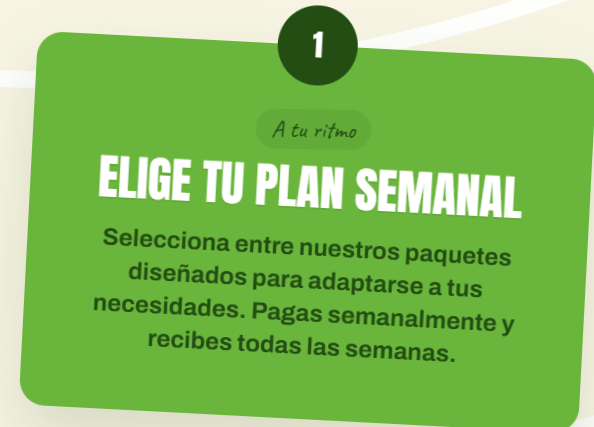 1
A tu ritmo
ELIGE TU PLAN SEMANAL
Selecciona entre nuestros paquetes
diseñados para adaptarse a tus
necesidades. Pagas semanalmente y
recibes todas las semanas.